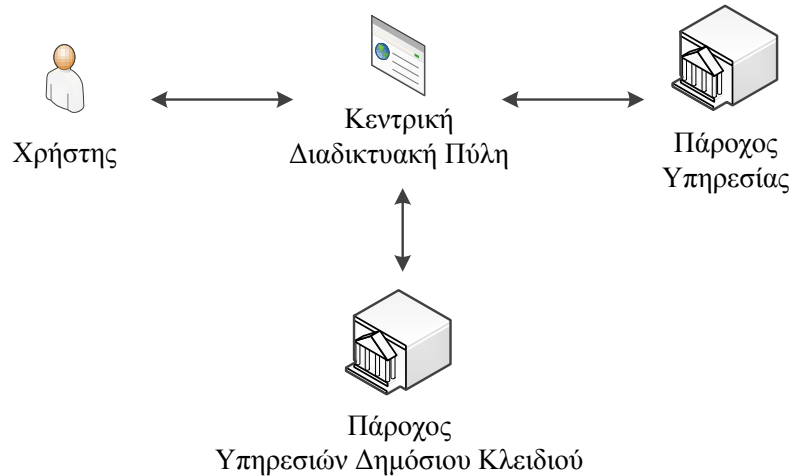 Χρήστης
Κεντρική
Διαδικτυακή Πύλη
Πάροχος
Υπηρεσίας
Πάροχος
Υπηρεσιών Δημόσιου Κλειδιού